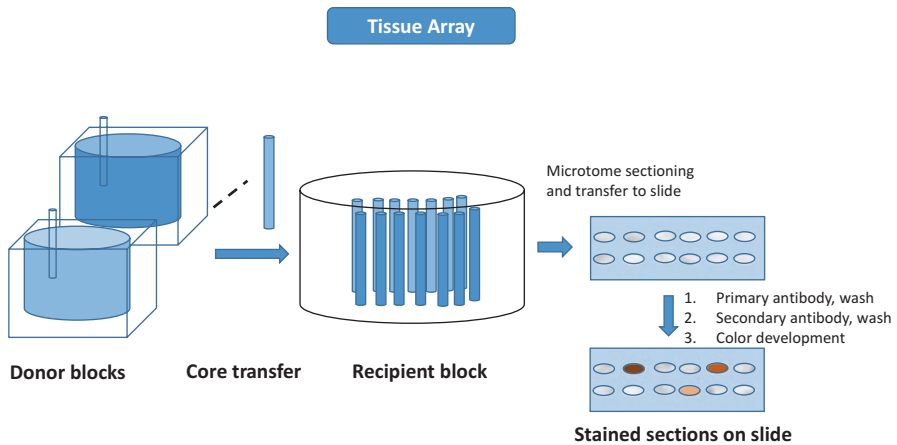 Tissue Array
Microtome sectioning
and transfer to slide
1. Primary antibody, wash
2. Secondary antibody, wash
3. Color development
Donor blocks
Core transfer
Recipient block
Stained sections on slide